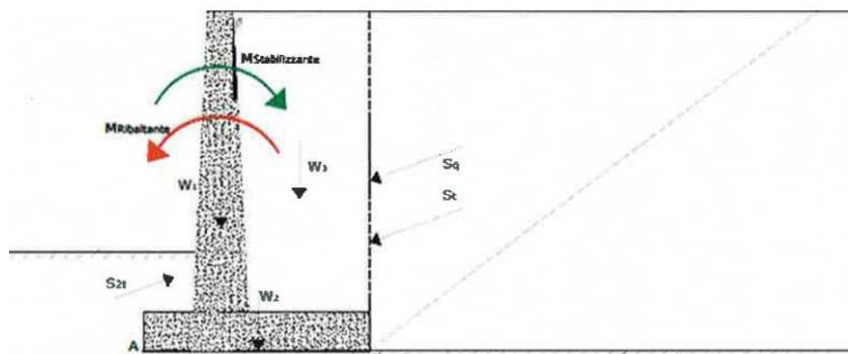 MStabilizzante
MRibaltante
W₃
Sq
W₁
St
S2t
W₂
A